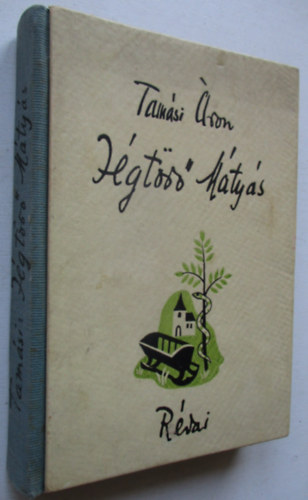 Tamási Áron
Jégtörő Mátyás
Révai
Tamási: Jégtörő Mátyás